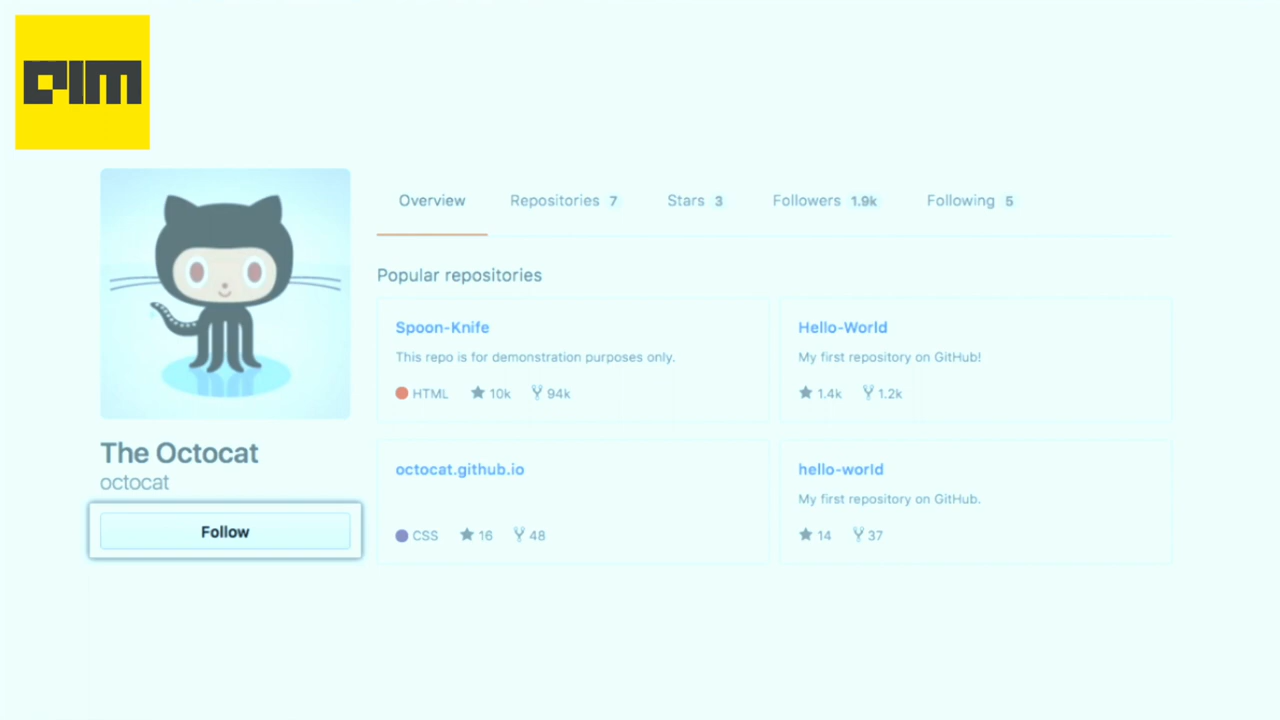 AIM
Overview Repositories 7 Stars 3 Followers 1.9k Following 5
Popular repositories
Spoon-Knife
This repo is for demonstration purposes only.
HTML 10k 94k
Hello-World
My first repository on GitHub!
1.4k 1.2k
octocat.github.io
CSS 16 48
hello-world
My first repository on GitHub.
14 37
The Octocat
octocat
Follow